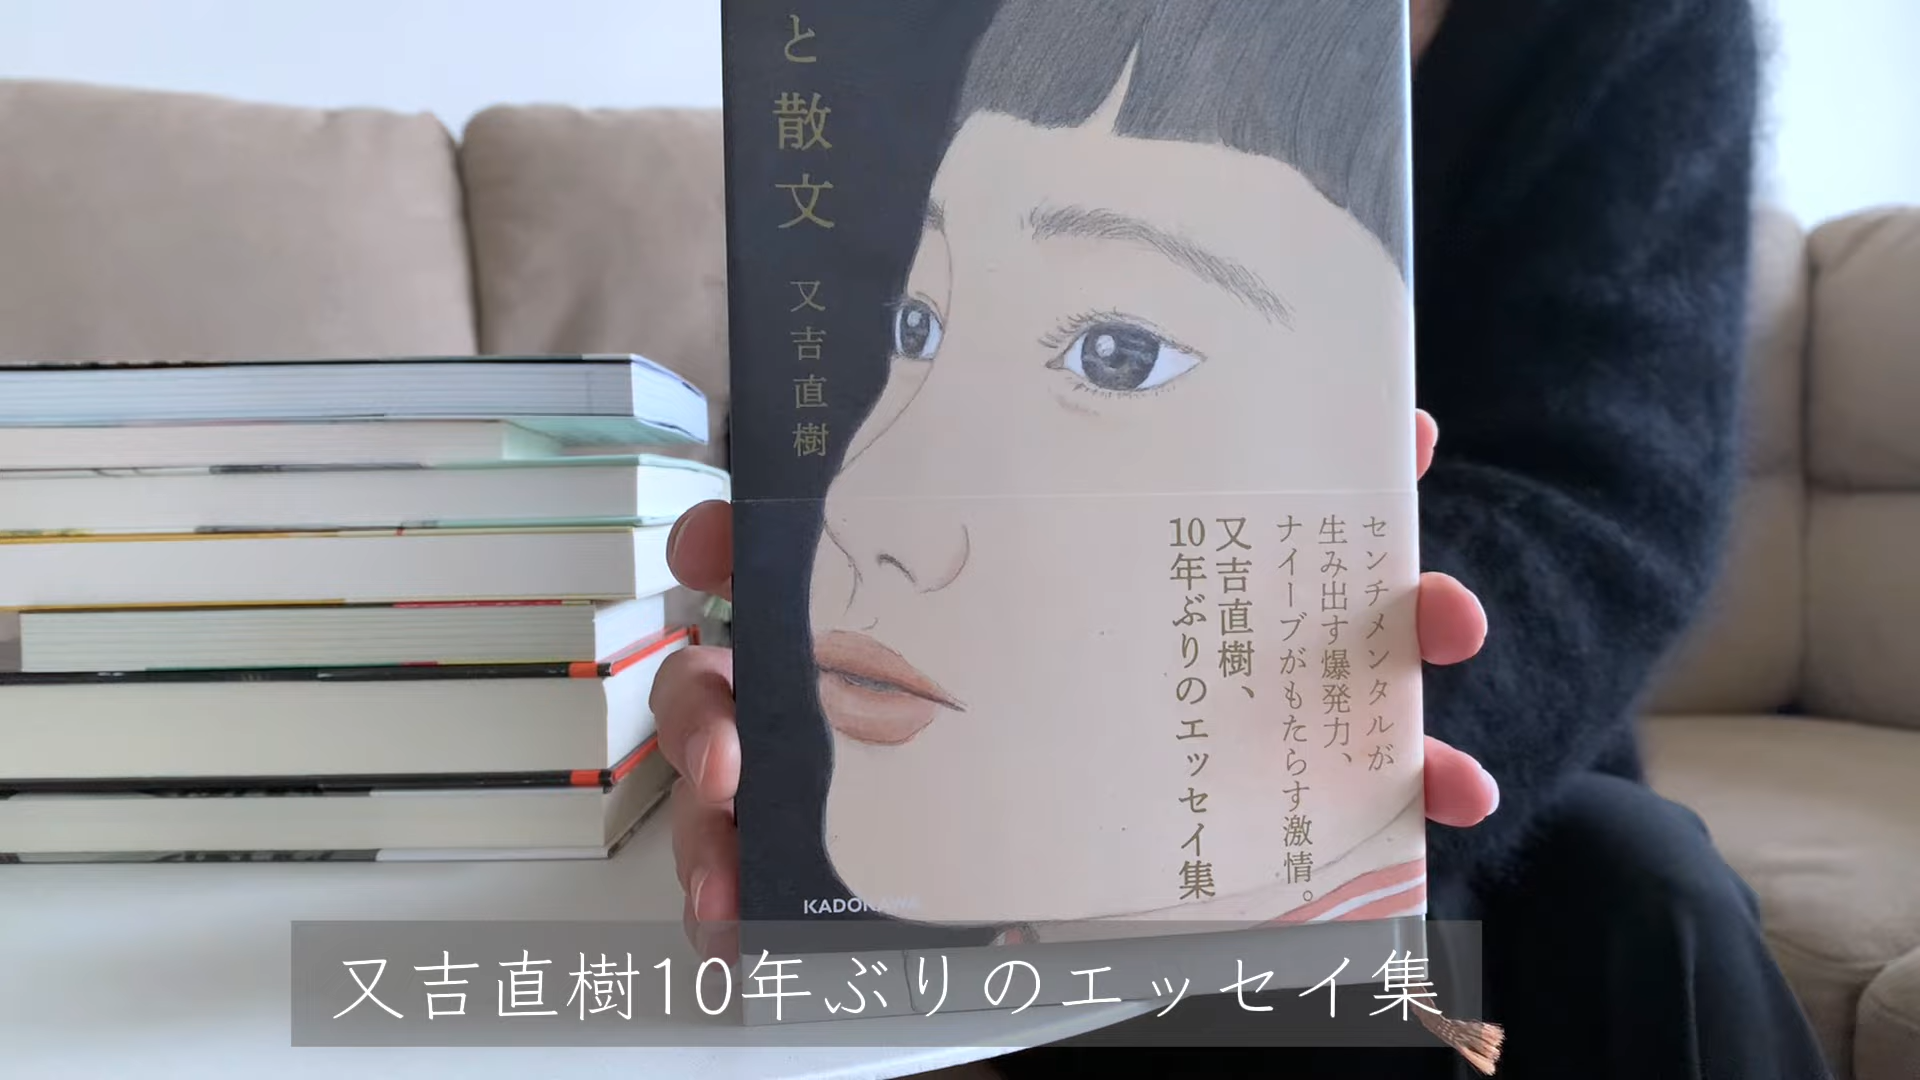 と散文
又吉直樹
センチメンタルが
生み出す爆発力、
ナイーブがもたらす激情。
又吉直樹、
10年ぶりのエッセイ集
KADOKAWA
又吉直樹10年ぶりのエッセイ集